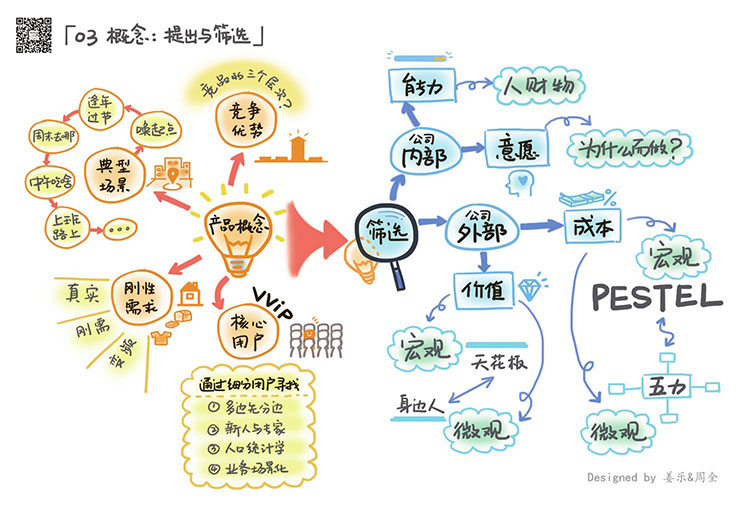 「03 概念:提出与筛选」
竞品的三个层次?
竞争
优势
逢年
过节
周末去哪
嗓起点
中午吃啥
上班
路上
...
典型
场景
产品概念
真实
刚需
变频
刚性
需求
VViP
核心
用户
通过细分用户寻找
① 多边先分边
② 新人与专家
③ 人口统计学
④ 业务场景化
筛选
能力
人财物
公司
内部
意愿
为什么而做?
公司
外部
成本
价值
宏观
天花板
身边人
微观
宏观
PESTEL
五力
微观
Designed by 姜乐&周全